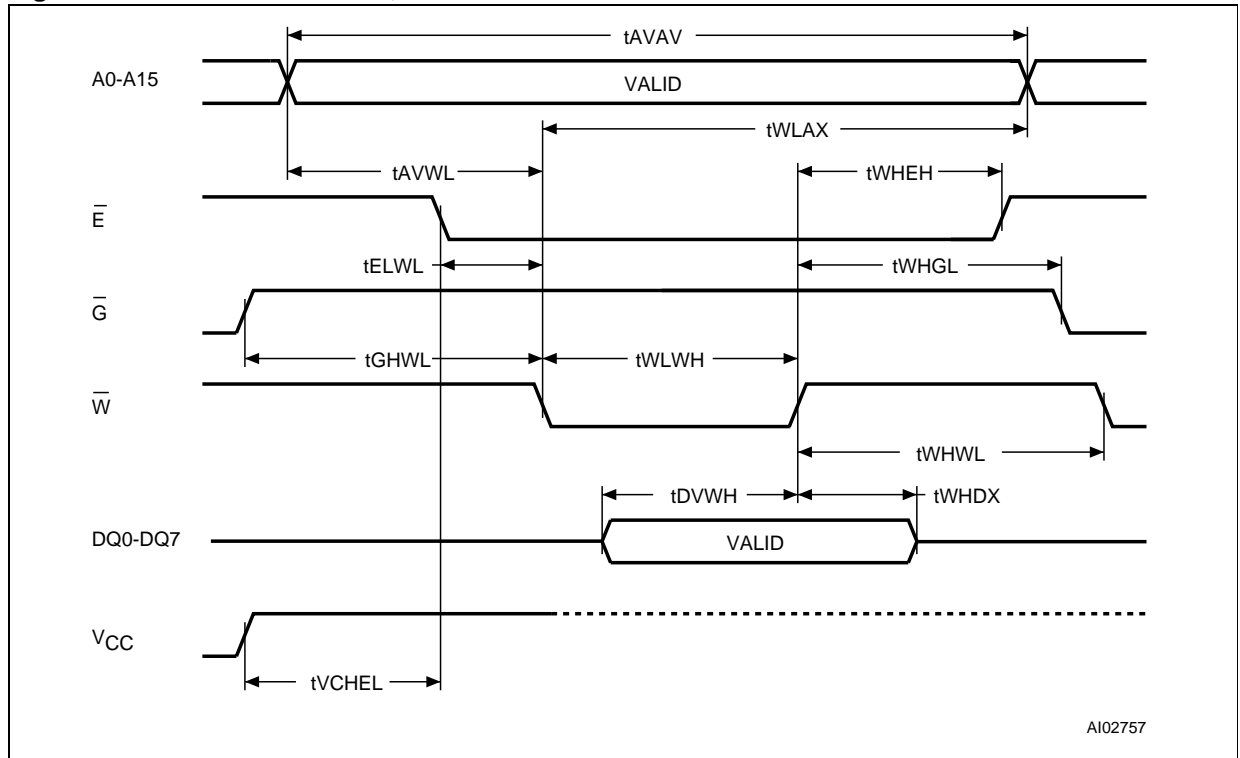 tAVAV
A0-A15
VALID
tWLAX
tAVWL
tWHEH
E
tELWL
tWHGL
G
tGHWL
tWLWH
W
tWHWL
tDVWH
tWHDX
DQ0-DQ7
VALID
VCC
tVCHEL
AI02757